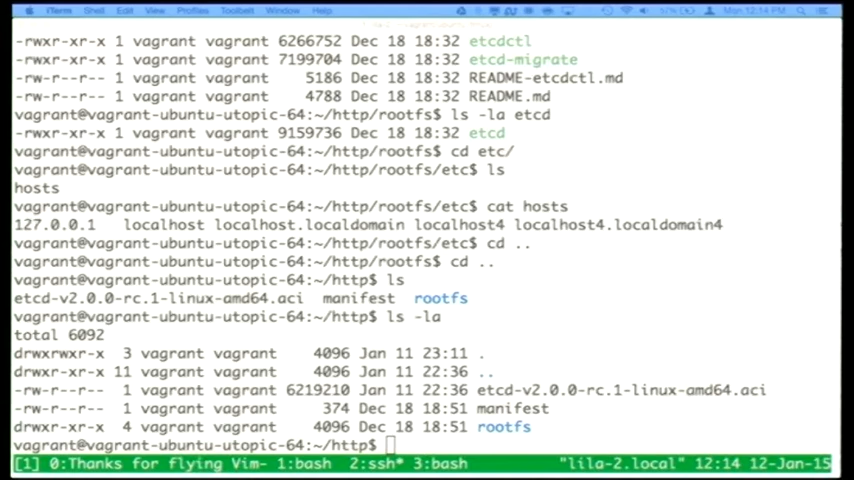 iTerm Shell Edit View Profiles Toolbelt Window Help Mon 12:14 PM
-rwxr-xr-x 1 vagrant vagrant 6266752 Dec 18 18:32 etcdctl
-rwxr-xr-x 1 vagrant vagrant 7199704 Dec 18 18:32 etcd-migrate
-rw-r--r-- 1 vagrant vagrant 5186 Dec 18 18:32 README-etcdctl.md
-rw-r--r-- 1 vagrant vagrant 4788 Dec 18 18:32 README.md
vagrant@vagrant-ubuntu-utopic-64:~/http/rootfs$ ls -la etcd
-rwxr-xr-x 1 vagrant vagrant 9159736 Dec 18 18:32 etcd
vagrant@vagrant-ubuntu-utopic-64:~/http/rootfs$ cd etc/
vagrant@vagrant-ubuntu-utopic-64:~/http/rootfs/etc$ ls
hosts
vagrant@vagrant-ubuntu-utopic-64:~/http/rootfs/etc$ cat hosts
127.0.0.1 localhost localhost.localdomain localhost4 localhost4.localdomain4
vagrant@vagrant-ubuntu-utopic-64:~/http/rootfs/etc$ cd ..
vagrant@vagrant-ubuntu-utopic-64:~/http/rootfs$ cd ..
vagrant@vagrant-ubuntu-utopic-64:~/http$ ls
etcd-v2.0.0-rc.1-linux-amd64.aci manifest rootfs
vagrant@vagrant-ubuntu-utopic-64:~/http$ ls -la
total 6092
drwxrwxr-x 3 vagrant vagrant 4096 Jan 11 23:11 .
drwxr-xr-x 11 vagrant vagrant 4096 Jan 11 22:36 ..
-rw-r--r-- 1 vagrant vagrant 6219210 Jan 11 22:36 etcd-v2.0.0-rc.1-linux-amd64.aci
-rw-r--r-- 1 vagrant vagrant 374 Dec 18 18:51 manifest
drwxr-xr-x 4 vagrant vagrant 4096 Dec 18 18:51 rootfs
vagrant@vagrant-ubuntu-utopic-64:~/http$
[1] 0:Thanks for flying Vim- 1:bash 2:ssh* 3:bash "lila-2.local" 12:14 12-Jan-15